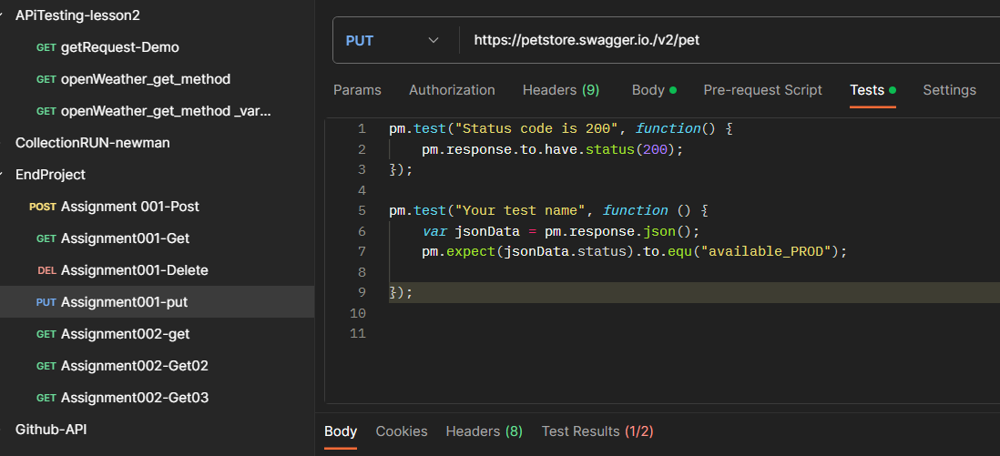 APiTesting-lesson2
GET getRequest-Demo
GET openWeather_get_method
GET openWeather_get_method _var...
CollectionRUN-newman
EndProject
POST Assignment 001-Post
GET Assignment001-Get
DEL Assignment001-Delete
PUT Assignment001-put
GET Assignment002-get
GET Assignment002-Get02
GET Assignment002-Get03
Github-API
PUT https://petstore.swagger.io./v2/pet
Params Authorization Headers (9) Body Pre-request Script Tests Settings
1 pm.test("Status code is 200", function() {
2 pm.response.to.have.status(200);
3 });
4
5 pm.test("Your test name", function () {
6 var jsonData = pm.response.json();
7 pm.expect(jsonData.status).to.equ("available_PROD");
8
9 });
10
11
Body Cookies Headers (8) Test Results (1/2)